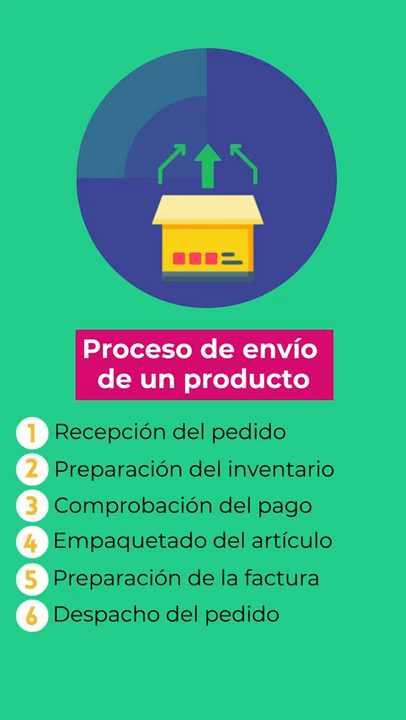 Proceso de envío
de un producto
1 Recepción del pedido
2 Preparación del inventario
3 Comprobación del pago
4 Empaquetado del artículo
5 Preparación de la factura
6 Despacho del pedido